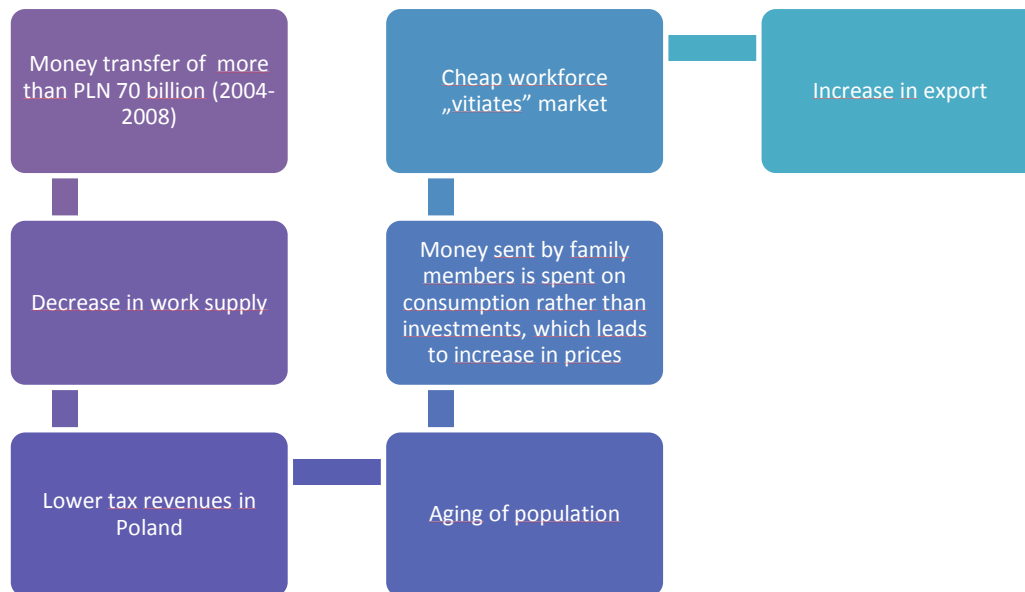 Money transfer of more
than PLN 70 billion (2004-
2008)
Decrease in work supply
Lower tax revenues in
Poland
Aging of population
Money sent by family
members is spent on
consumption rather than
investments, which leads
to increase in prices
Cheap workforce
„vitiates” market
Increase in export